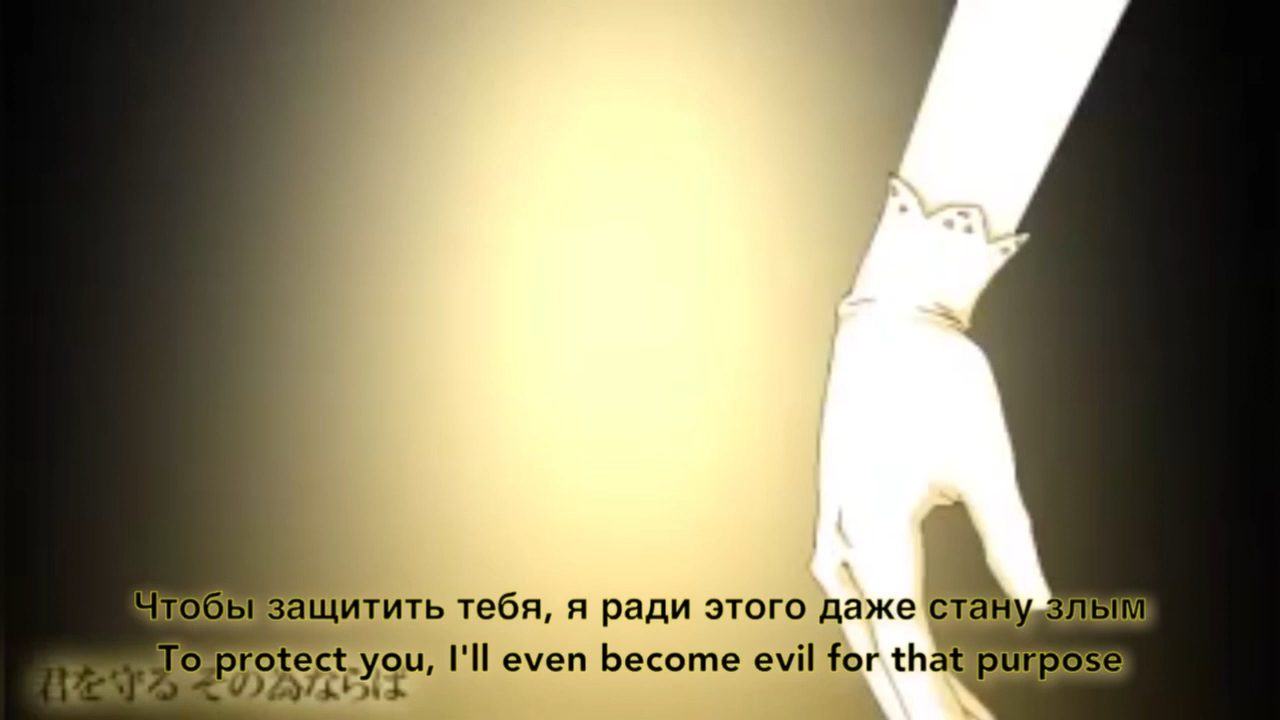 Чтобы защитить тебя, я ради этого даже стану злым
To protect you, I'll even become evil for that purpose
君を守る その為ならば